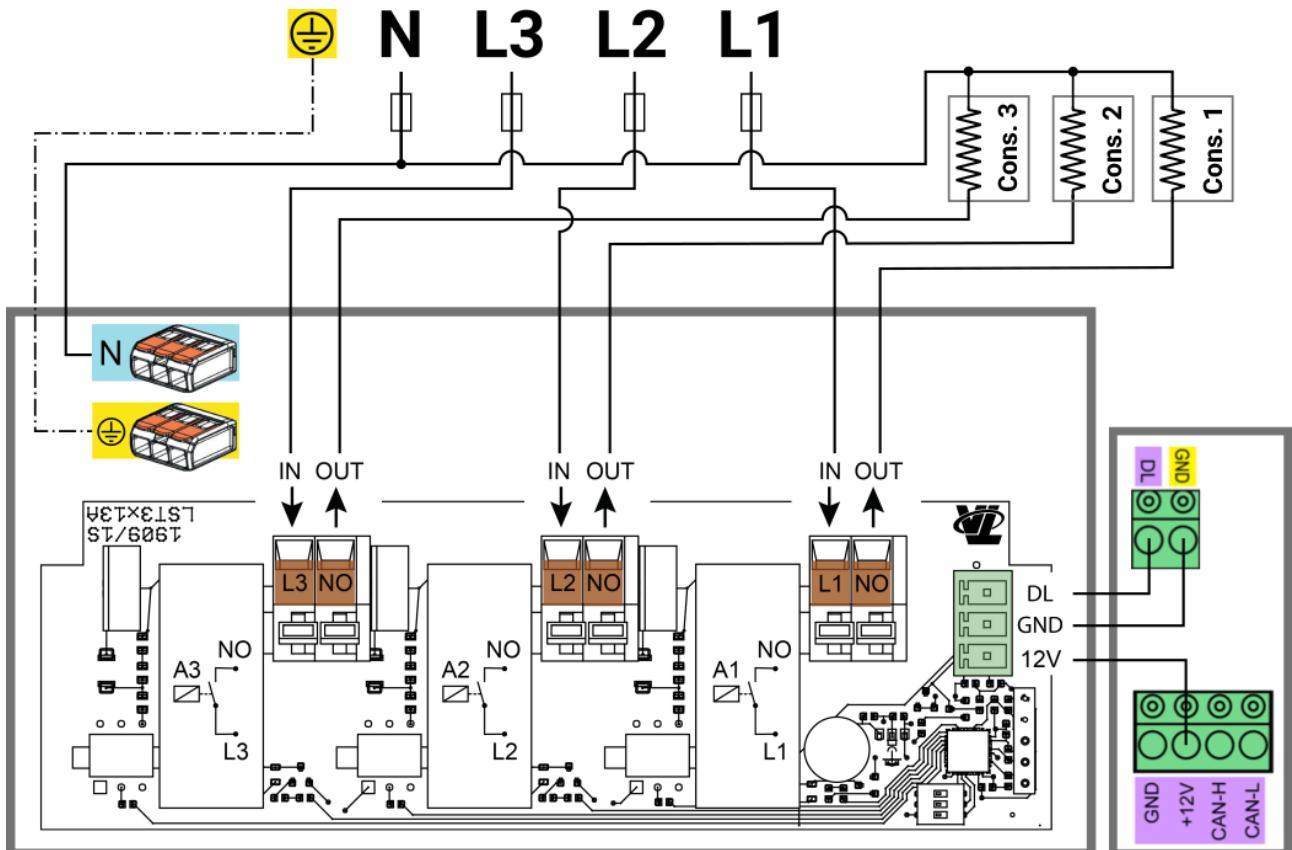 N L3 L2 L1
Cons. 3
Cons. 2
Cons. 1
N
IN OUT
IN OUT
IN OUT
1909/1S
LST3x13A
L3 NO
L2 NO
L1 NO
TA
DL
GND
12V
DL
GND
NO
A3
L3
NO
A2
L2
NO
A1
L1
GND
+12V
CAN-H
CAN-L